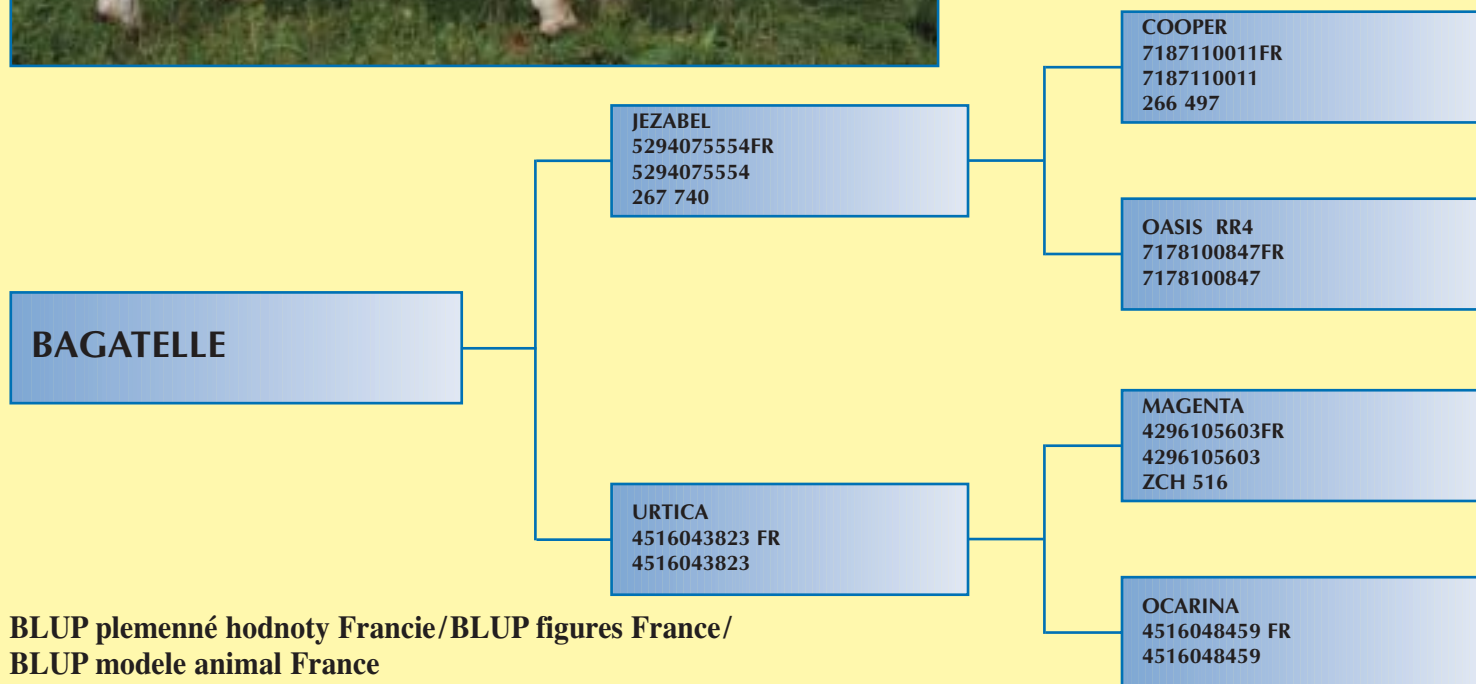 COOPER
7187110011FR
7187110011
266 497
JEZABEL
5294075554FR
5294075554
267 740
OASIS RR4
7178100847FR
7178100847
BAGATELLE
MAGENTA
4296105603FR
4296105603
ZCH 516
URTICA
4516043823 FR
4516043823
OCARINA
4516048459 FR
4516048459
BLUP plemenné hodnoty Francie/BLUP figures France/
BLUP modele animal France